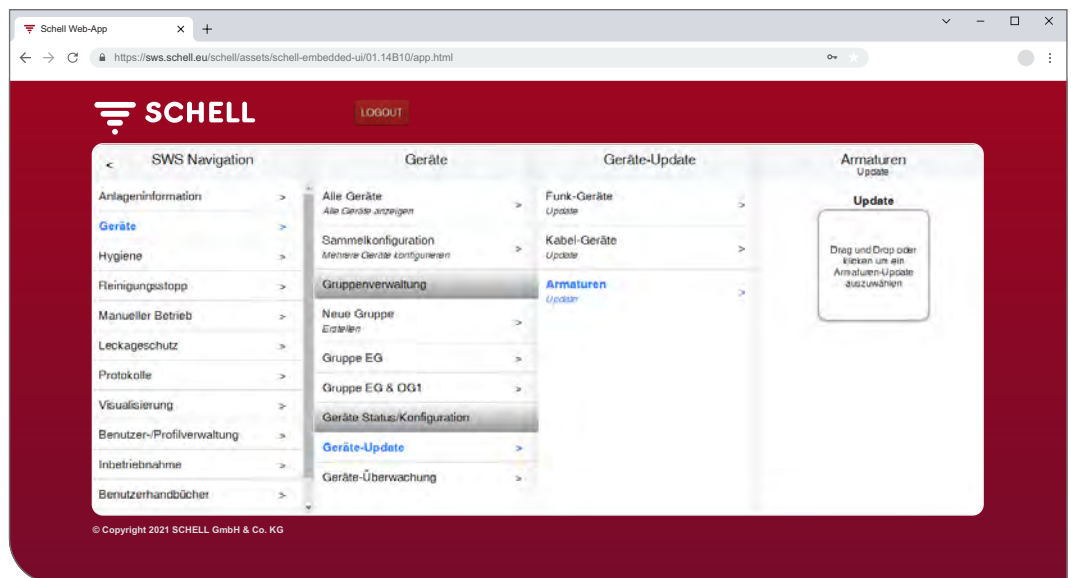 Schell Web-App
https://sws.schell.eu/schell/assets/schell-embedded-ui/01.14B10/app.html
SCHELL
LOGOUT
<
SWS Navigation
Anlageninformation >
Geräte >
Hygiene >
Reinigungsstopp >
Manueller Betrieb >
Leckageschutz >
Protokolle >
Visualisierung >
Benutzer-/Profilverwaltung >
Inbetriebnahme >
Benutzerhandbücher >
Geräte
Alle Geräte >
Alle Geräte anzeigen
Sammelkonfiguration >
Mehrere Geräte konfigurieren
Gruppenverwaltung
Neue Gruppe >
Erstellen
Gruppe EG >
Gruppe EG & OG1 >
Geräte Status/Konfiguration
Geräte-Update >
Geräte-Überwachung >
Geräte-Update
Funk-Geräte >
Update
Kabel-Geräte >
Update
Armaturen >
Update
Armaturen
Update
Update
Drag und Drop oder
klicken um ein
Armaturen-Update
auszuwählen
© Copyright 2021 SCHELL GmbH & Co. KG